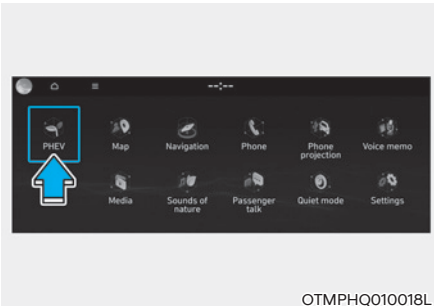 --:--
PHEV Map Navigation Phone Phone projection Voice memo
Media Sounds of nature Passenger talk Quiet mode Settings
OTMPHQ010018L